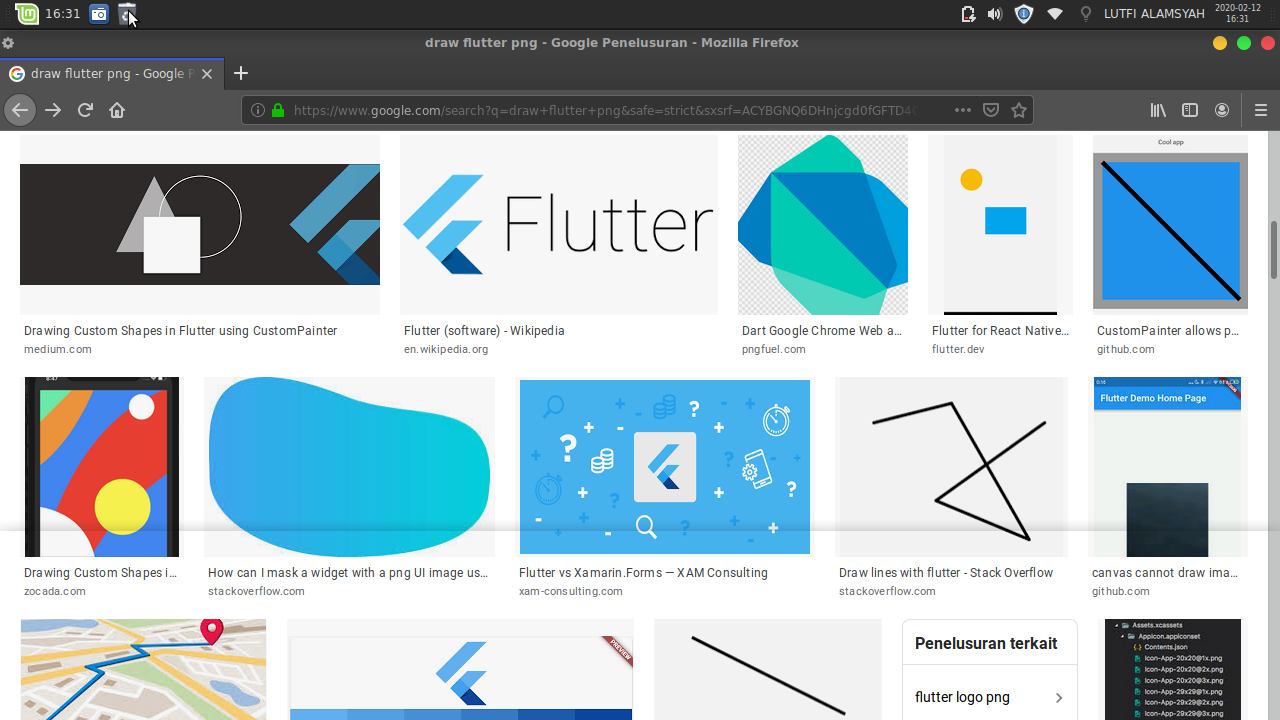 16:31
LUTFI ALAMSYAH
2020-02-12
16:31
draw flutter png - Google Penelusuran - Mozilla Firefox
draw flutter png - Google P
https://www.google.com/search?q=draw+flutter+png&safe=strict&sxsrf=ACYBGNQ6DHnjcgd0fGFTD4
Flutter
Cool app
Drawing Custom Shapes in Flutter using CustomPainter
medium.com
Flutter (software) - Wikipedia
en.wikipedia.org
Dart Google Chrome Web a...
pngfuel.com
Flutter for React Native...
flutter.dev
CustomPainter allows p...
github.com
Flutter Demo Home Page
Drawing Custom Shapes i...
zocada.com
How can I mask a widget with a png UI image us...
stackoverflow.com
Flutter vs Xamarin.Forms — XAM Consulting
xam-consulting.com
Draw lines with flutter - Stack Overflow
stackoverflow.com
canvas cannot draw ima...
github.com
PREVIEW
Penelusuran terkait
flutter logo png
Assets.xcassets
AppIcon.appiconset
Contents.json
Icon-App-20x20@1x.png
Icon-App-20x20@2x.png
Icon-App-20x20@3x.png
Icon-App-29x29@1x.png
Icon-App-29x29@2x.png
Icon-App-29x29@3x.png